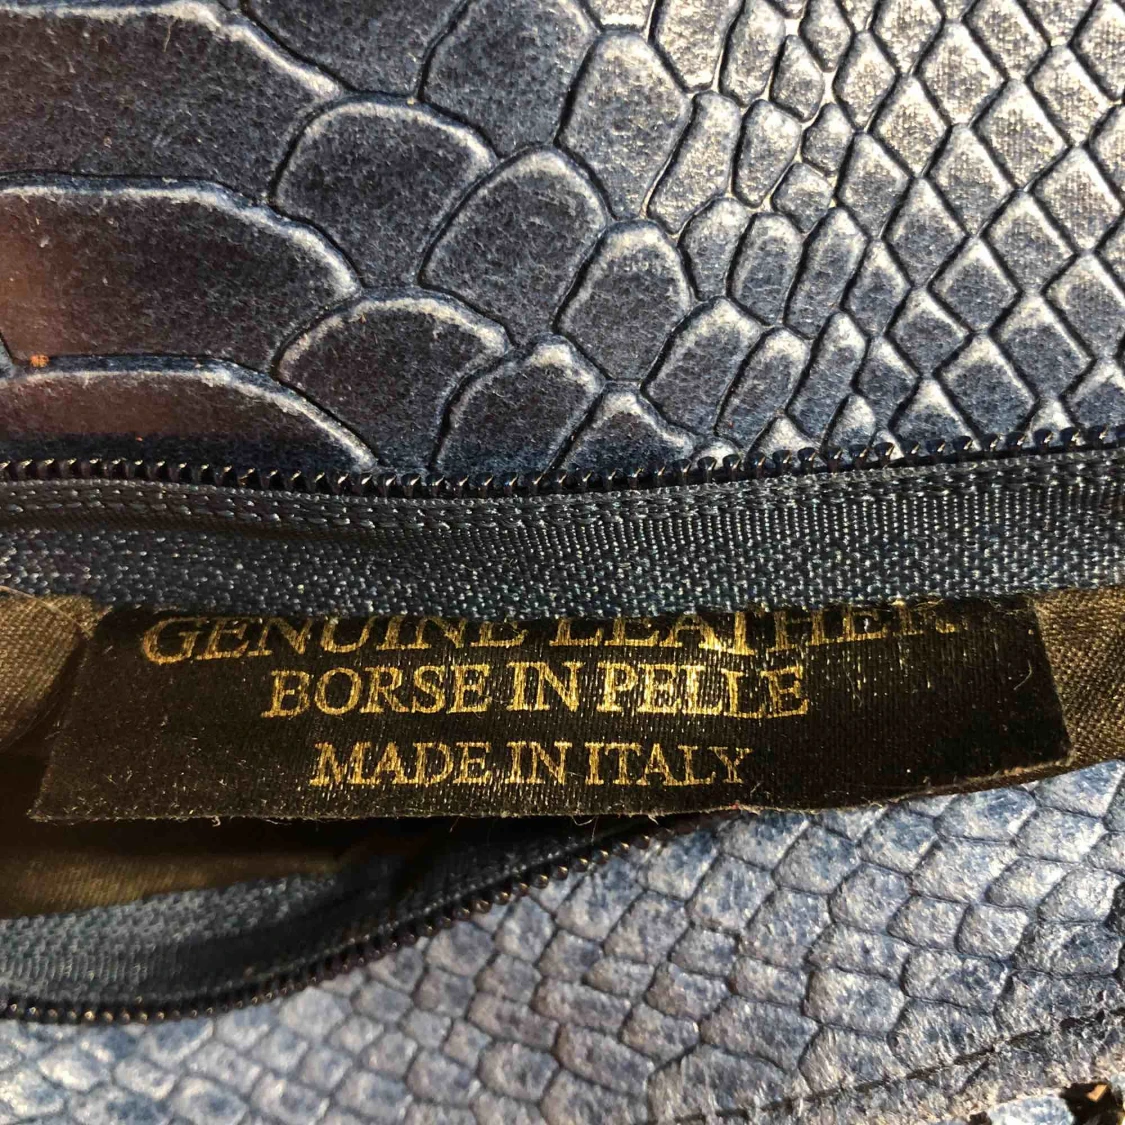 GENUINE LEATHER
BORSE IN PELLE
MADE IN ITALY